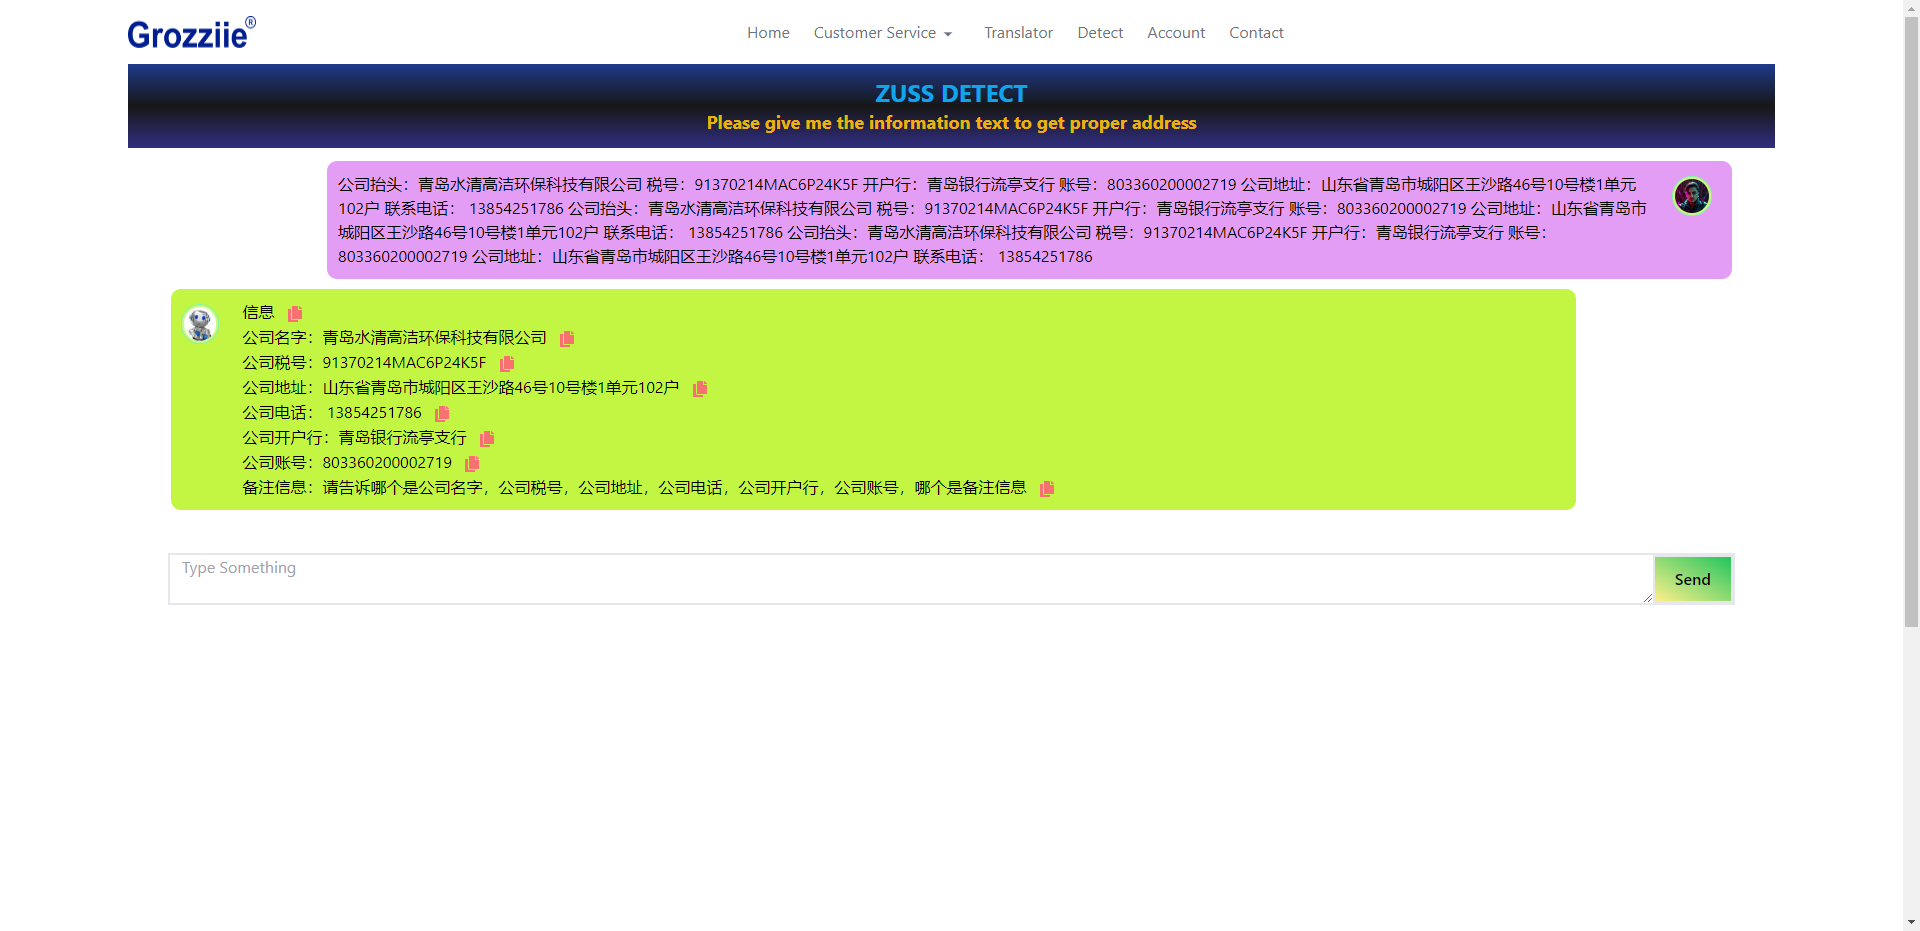 Grozziie®
Home Customer Service Translator Detect Account Contact
ZUSS DETECT
Please give me the information text to get proper address
公司抬头：青岛水清高洁环保科技有限公司 税号：91370214MAC6P24K5F 开户行：青岛银行流亭支行 账号：803360200002719 公司地址：山东省青岛市城阳区王沙路46号10号楼1单元
102户 联系电话： 13854251786 公司抬头：青岛水清高洁环保科技有限公司 税号：91370214MAC6P24K5F 开户行：青岛银行流亭支行 账号：803360200002719 公司地址：山东省青岛市
城阳区王沙路46号10号楼1单元102户 联系电话： 13854251786 公司抬头：青岛水清高洁环保科技有限公司 税号：91370214MAC6P24K5F 开户行：青岛银行流亭支行 账号：
803360200002719 公司地址：山东省青岛市城阳区王沙路46号10号楼1单元102户 联系电话： 13854251786
信息
公司名字：青岛水清高洁环保科技有限公司
公司税号：91370214MAC6P24K5F
公司地址：山东省青岛市城阳区王沙路46号10号楼1单元102户
公司电话： 13854251786
公司开户行：青岛银行流亭支行
公司账号：803360200002719
备注信息：请告诉哪个是公司名字，公司税号，公司地址，公司电话，公司开户行，公司账号，哪个是备注信息
Type Something
Send